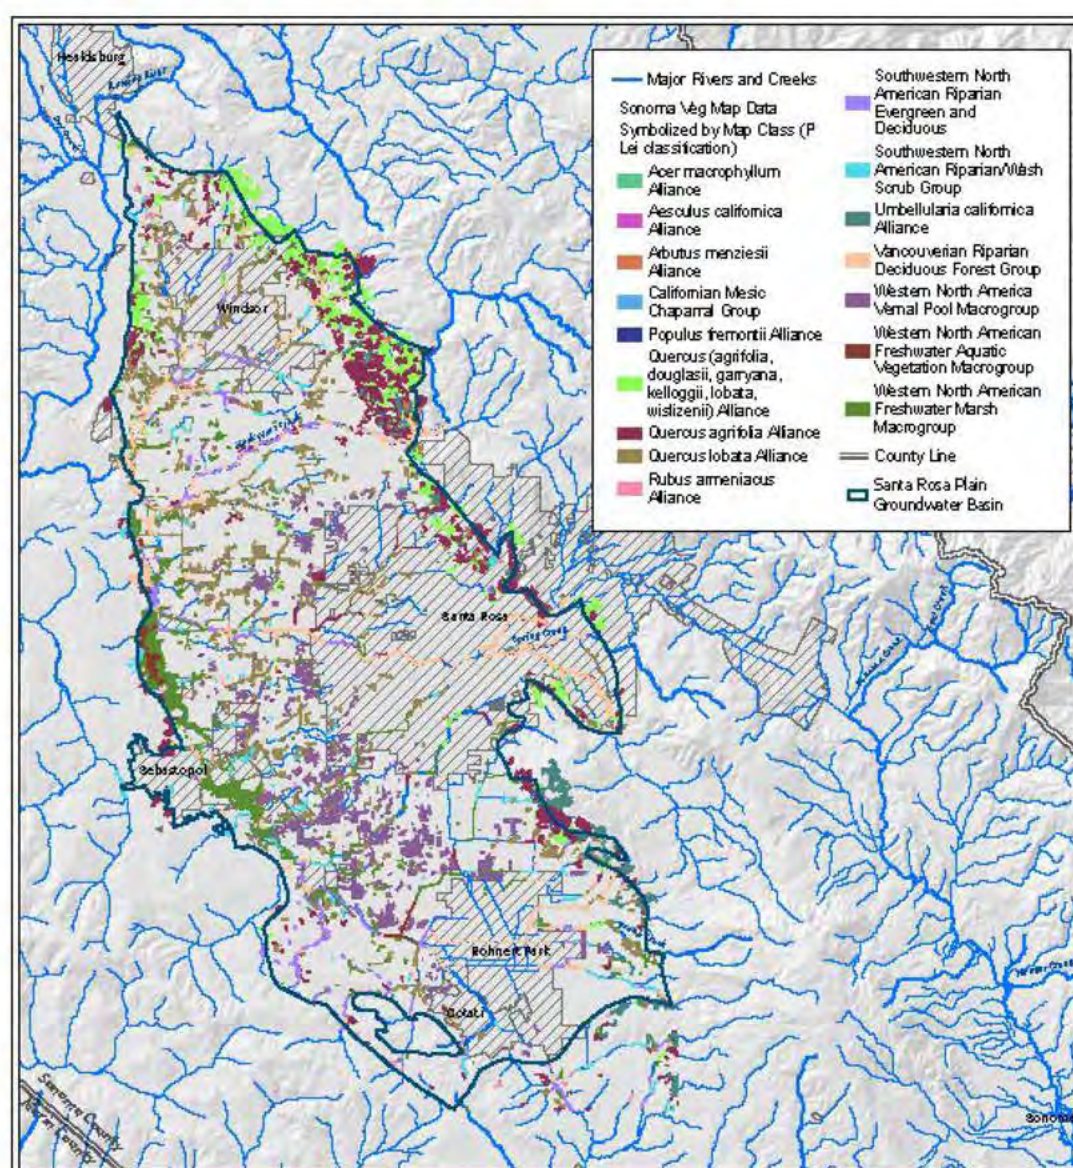 Healdsburg
Windsor
Santa Rosa
Spring Creek
Sebastopol
Rohnert Park
Cotati
Sonoma County
Sonoma
Major Rivers and Creeks
Sonoma Veg Map Data
Symbolized by Map Class (P
Lei classification)
Acer macrophyllum
Alliance
Aesculus californica
Alliance
Arbutus menziesii
Alliance
Californian Mesic
Chaparral Group
Populus fremontii Alliance
Quercus (agrifolia,
douglasii, garryana,
kelloggii, lobata,
wislizenii) Alliance
Quercus agrifolia Alliance
Quercus lobata Alliance
Rubus armeniacus
Alliance
Southwestern North
American Riparian
Evergreen and
Deciduous
Southwestern North
American Riparian/Wash
Scrub Group
Umbellularia californica
Alliance
Vancouverian Riparian
Deciduous Forest Group
Western North America
Vernal Pool Macrogroup
Western North American
Freshwater Aquatic
Vegetation Macrogroup
Western North American
Freshwater Marsh
Macrogroup
County Line
Santa Rosa Plain
Groundwater Basin